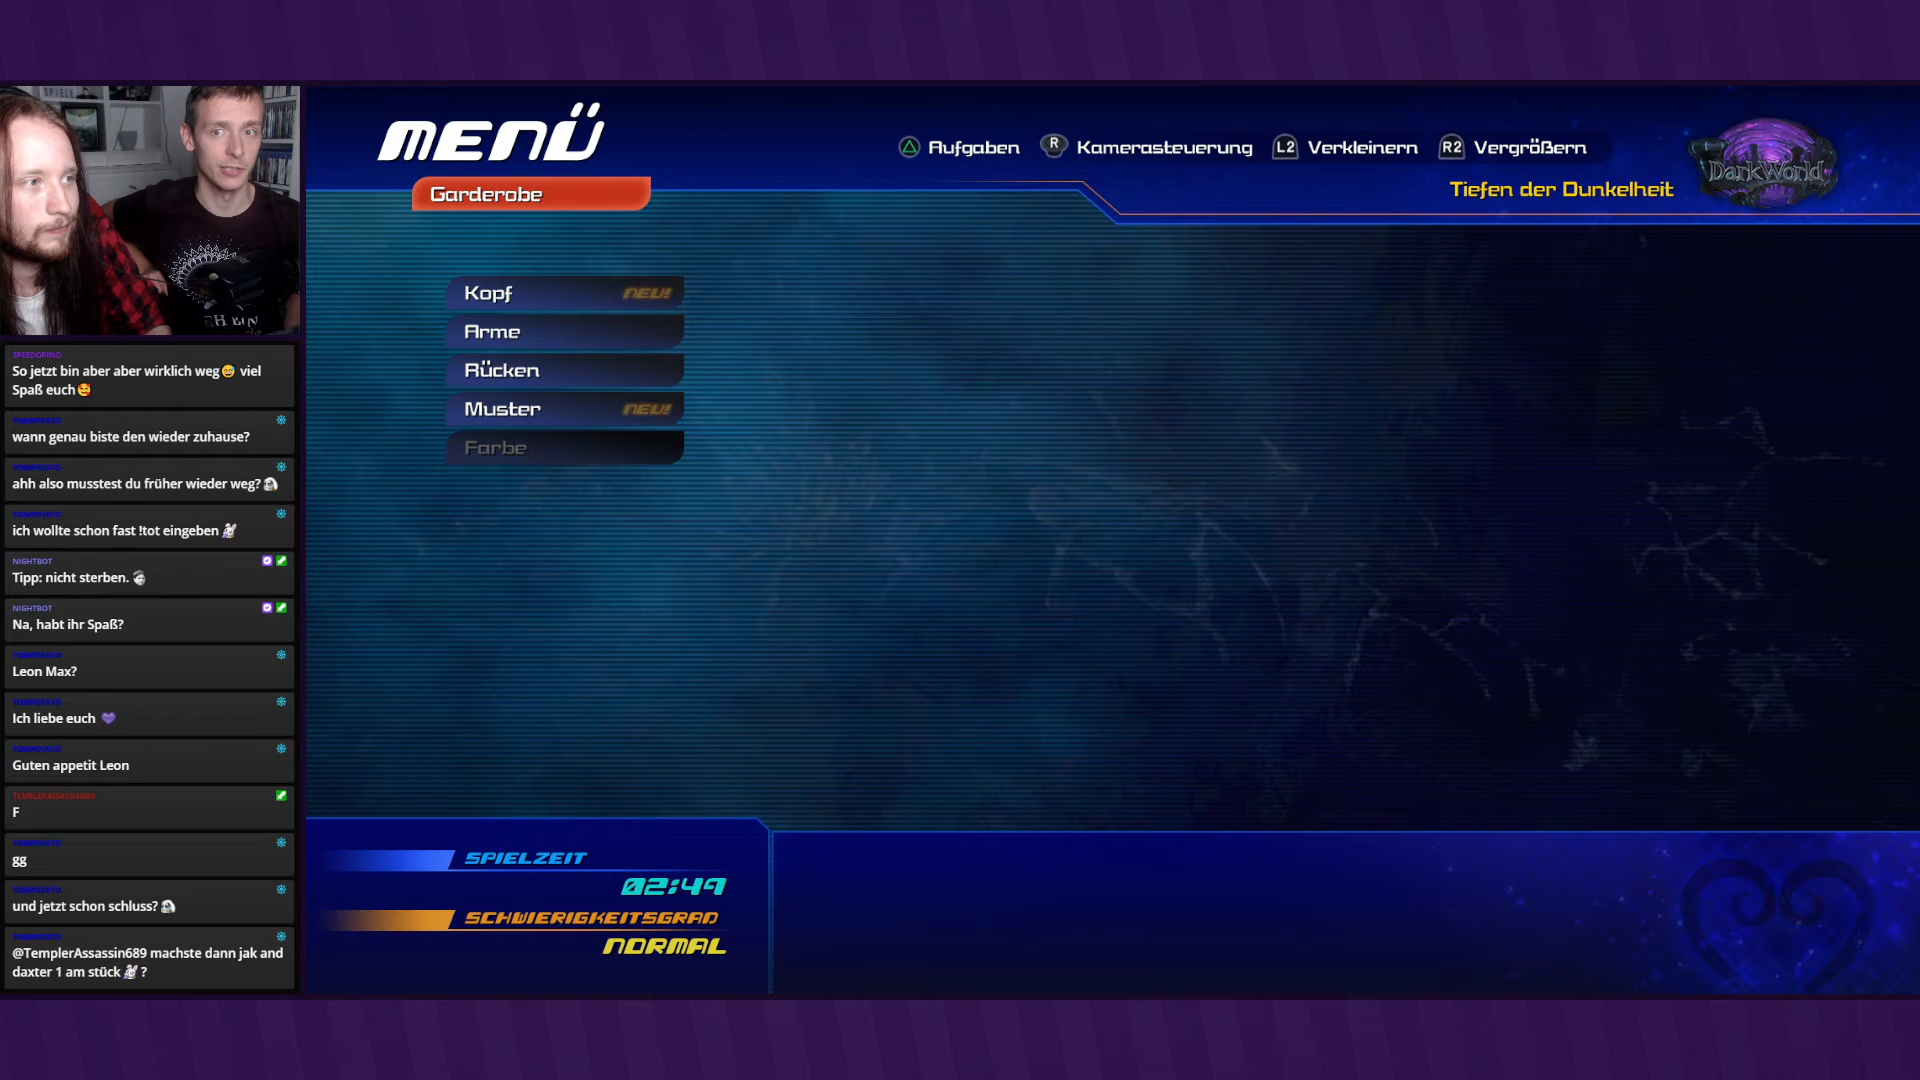 MENÜ
Garderobe
Aufgaben
R Kamerasteuerung
L2 Verkleinern
R2 Vergrößern
Tiefen der Dunkelheit
DarkWorld
Kopf NEU!
Arme
Rücken
Muster NEU!
Farbe
SPIELZEIT
02:49
SCHWIERIGKEITSGRAD
NORMAL
SPIELE
SPEEDORINO
So jetzt bin aber aber wirklich weg😅 viel
Spaß euch🥰
wann genau biste den wieder zuhause?
ahh also musstest du früher wieder weg?
ich wollte schon fast !tot eingeben
NIGHTBOT
Tipp: nicht sterben.
NIGHTBOT
Na, habt ihr Spaß?
Leon Max?
Ich liebe euch 💜
Guten appetit Leon
F
gg
und jetzt schon schluss?
@TemplerAssassin689 machste dann jak and
daxter 1 am stück ?